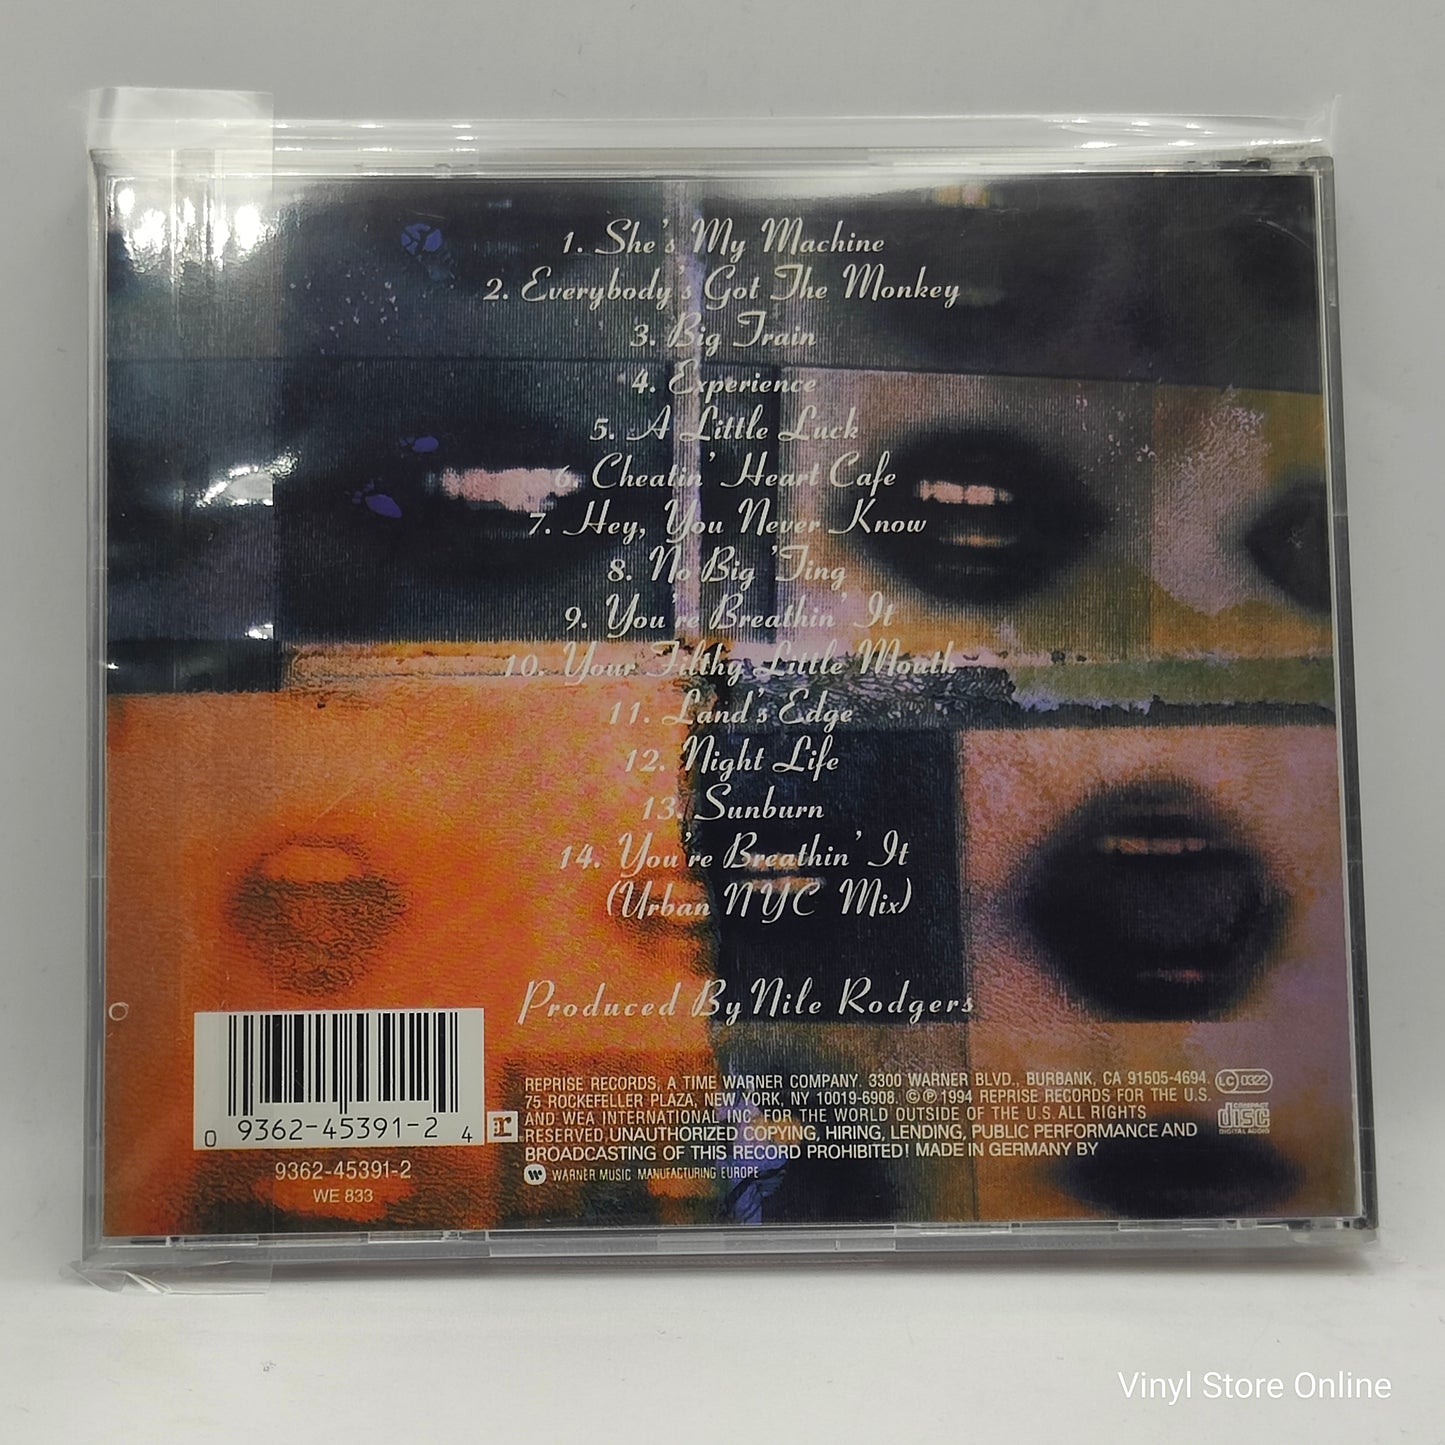 1. She's My Machine
2. Everybody's Got The Monkey
3. Big Train
4. Experience
5. A Little Luck
6. Cheatin' Heart Cafe
7. Hey, You Never Know
8. No Big 'Ting
9. You're Breathin' It
10. Your Filthy Little Mouth
11. Land's Edge
12. Night Life
13. Sunburn
14. You're Breathin' It
(Urban NYC Mix)
Produced By Nile Rodgers
0 9362-45391-2 4
9362-45391-2
WE 833
r
REPRISE RECORDS, A TIME WARNER COMPANY. 3300 WARNER BLVD., BURBANK, CA 91505-4694.
75 ROCKEFELLER PLAZA, NEW YORK, NY 10019-6908. ©℗1994 REPRISE RECORDS FOR THE U.S.
AND WEA INTERNATIONAL INC. FOR THE WORLD OUTSIDE OF THE U.S. ALL RIGHTS
RESERVED. UNAUTHORIZED COPYING, HIRING, LENDING, PUBLIC PERFORMANCE AND
BROADCASTING OF THIS RECORD PROHIBITED! MADE IN GERMANY BY
WARNER MUSIC MANUFACTURING EUROPE
LC 0322
COMPACT
disc
DIGITAL AUDIO
Vinyl Store Online